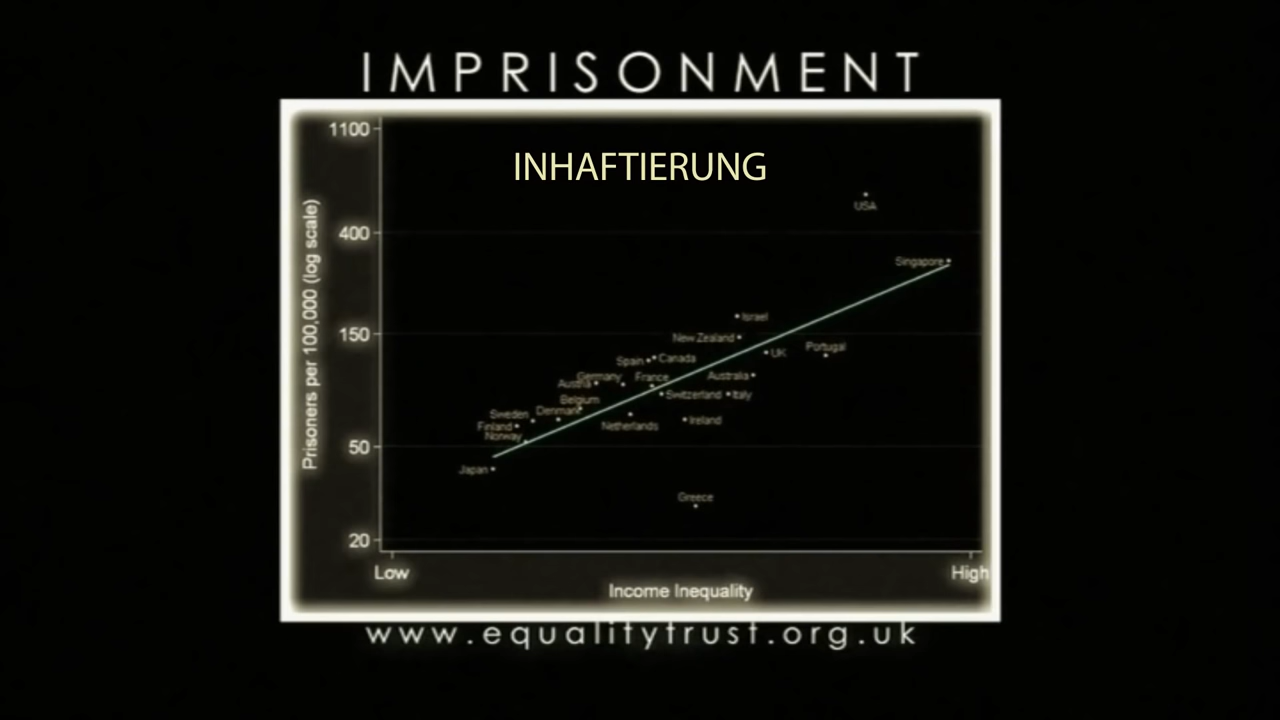 IMPRISONMENT
1100
INHAFTIERUNG
USA
400
Singapore
Israel
150
New Zealand
UK
Portugal
Spain
Canada
Germany
France
Australia
Austria
Switzerland
Italy
Belgium
Denmark
Sweden
Ireland
Finland
Netherlands
Norway
50
Japan
Greece
20
Prisoners per 100,000 (log scale)
Low
High
Income Inequality
www.equalitytrust.org.uk